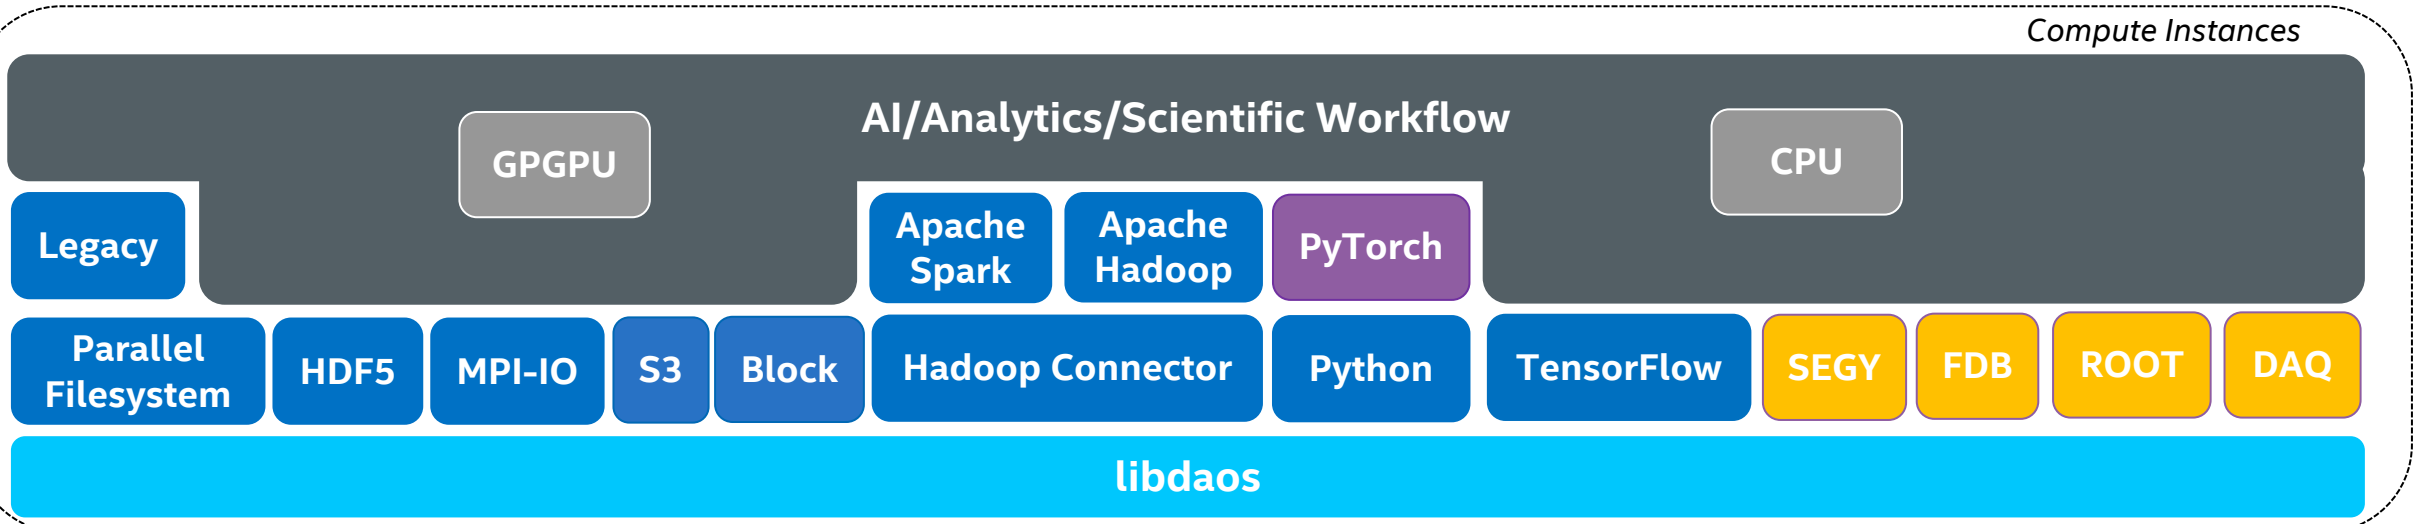 Compute Instances
AI/Analytics/Scientific Workflow
GPGPU
CPU
Legacy
Apache
Spark
Apache
Hadoop
PyTorch
Parallel
Filesystem
HDF5
MPI-IO
S3
Block
Hadoop Connector
Python
TensorFlow
SEGY
FDB
ROOT
DAQ
libdaos